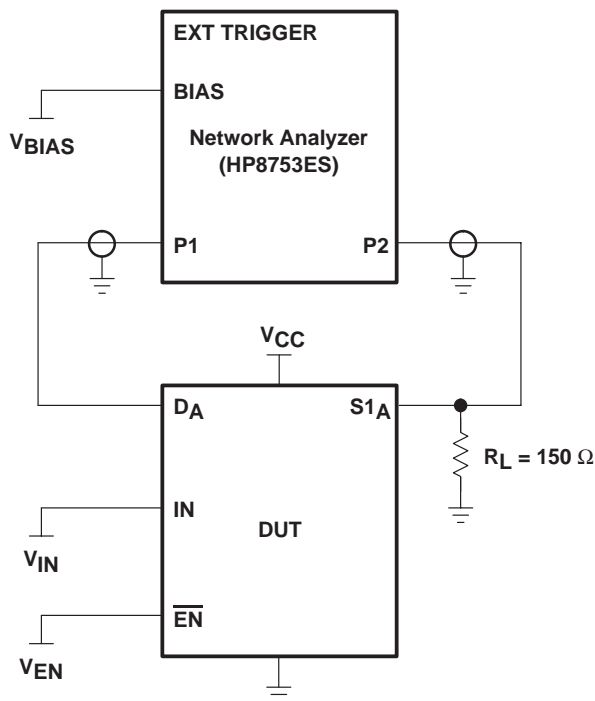 EXT TRIGGER
BIAS
VBIAS
Network Analyzer
(HP8753ES)
P1
P2
VCC
DA
S1A
RL = 150 Ω
IN
DUT
VIN
EN
VEN